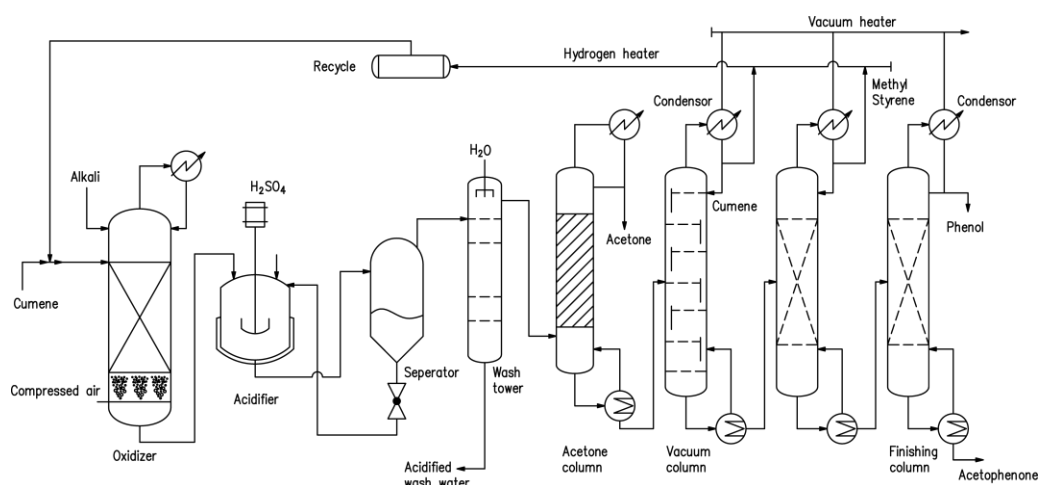 Vacuum heater
Hydrogen heater
Recycle
Methyl
Styrene
Condensor
Condensor
H₂O
Alkali
H₂SO₄
Cumene
Acetone
Phenol
Cumene
Compressed air
Seperator
Wash
tower
Acidifier
Oxidizer
Acetone
column
Vacuum column
Finishing
column
Acidified
wash water
Acetophenone